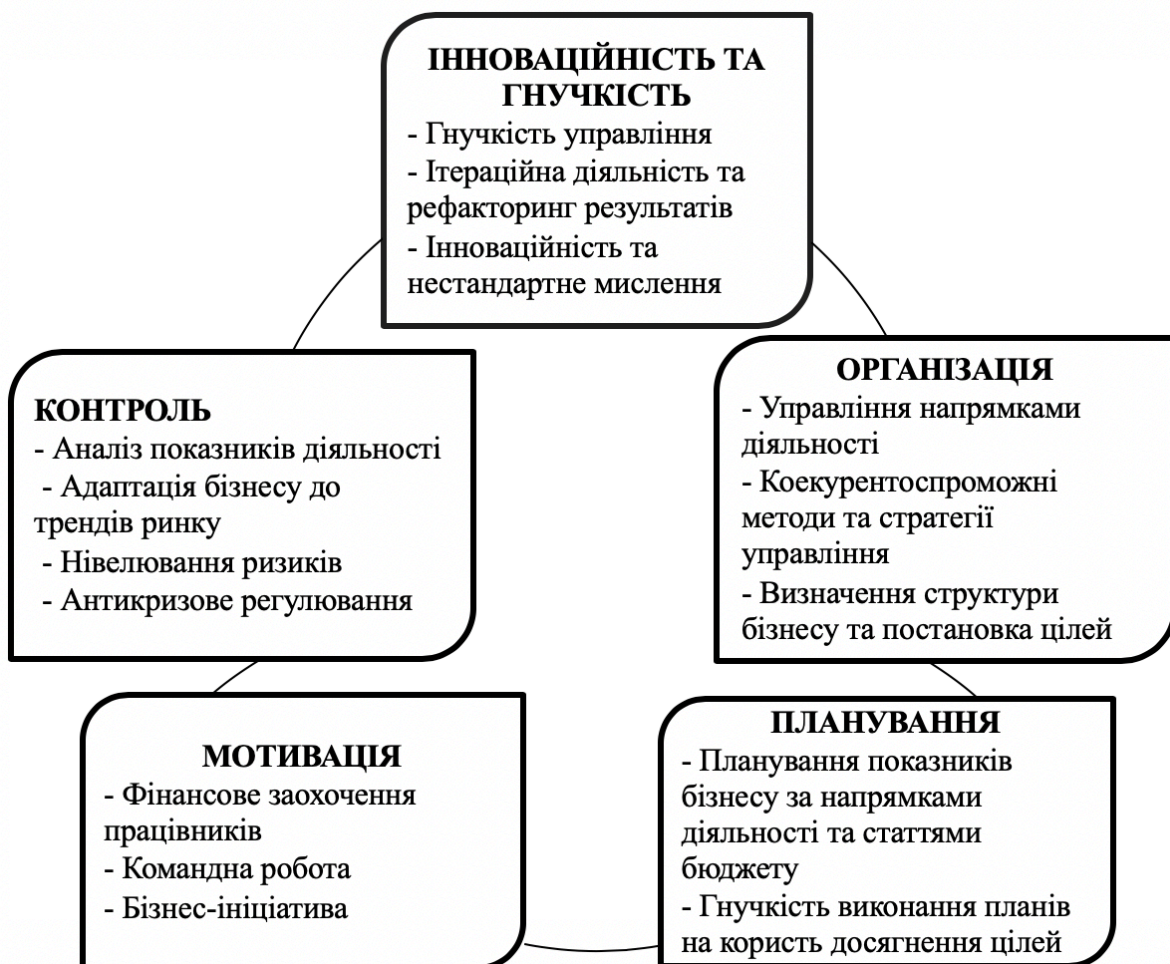 ІННОВАЦІЙНІСТЬ ТА
ГНУЧКІСТЬ
- Гнучкість управління
- Ітераційна діяльність та
рефакторинг результатів
- Інноваційність та
нестандартне мислення
КОНТРОЛЬ
- Аналіз показників діяльності
- Адаптація бізнесу до
трендів ринку
- Нівелювання ризиків
- Антикризове регулювання
ОРГАНІЗАЦІЯ
- Управління напрямками
діяльності
- Коекурентоспроможні
методи та стратегії
управління
- Визначення структури
бізнесу та постановка цілей
МОТИВАЦІЯ
- Фінансове заохочення
працівників
- Командна робота
- Бізнес-ініціатива
ПЛАНУВАННЯ
- Планування показників
бізнесу за напрямками
діяльності та статтями
бюджету
- Гнучкість виконання планів
на користь досягнення цілей